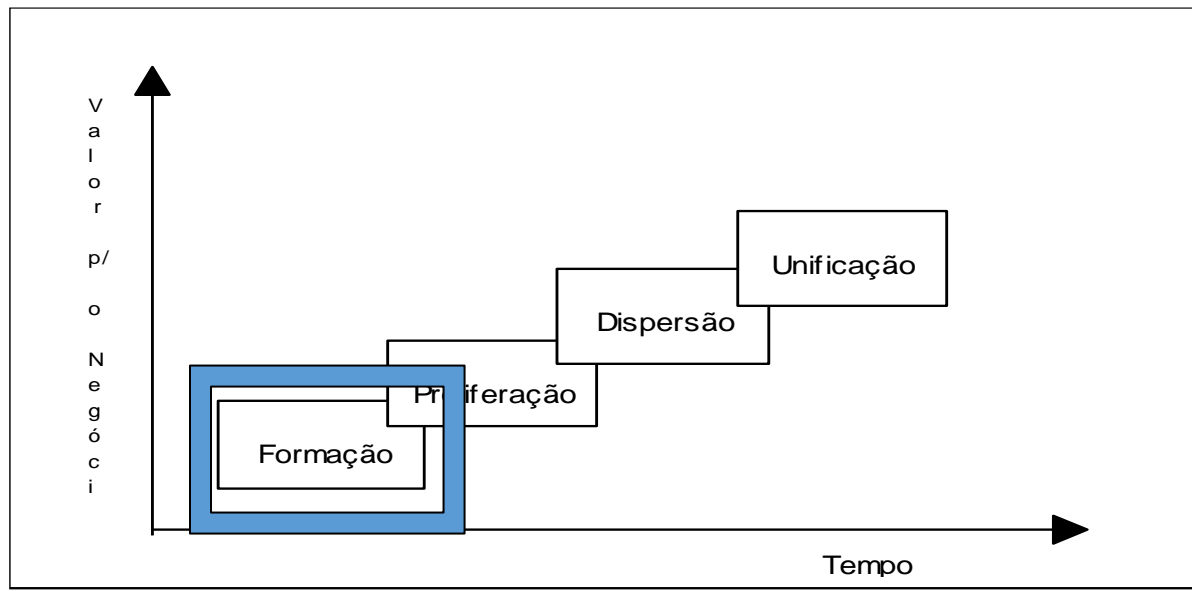 Valor p/ o Negóci
Unificação
Dispersão
Proliferação
Formação
Tempo